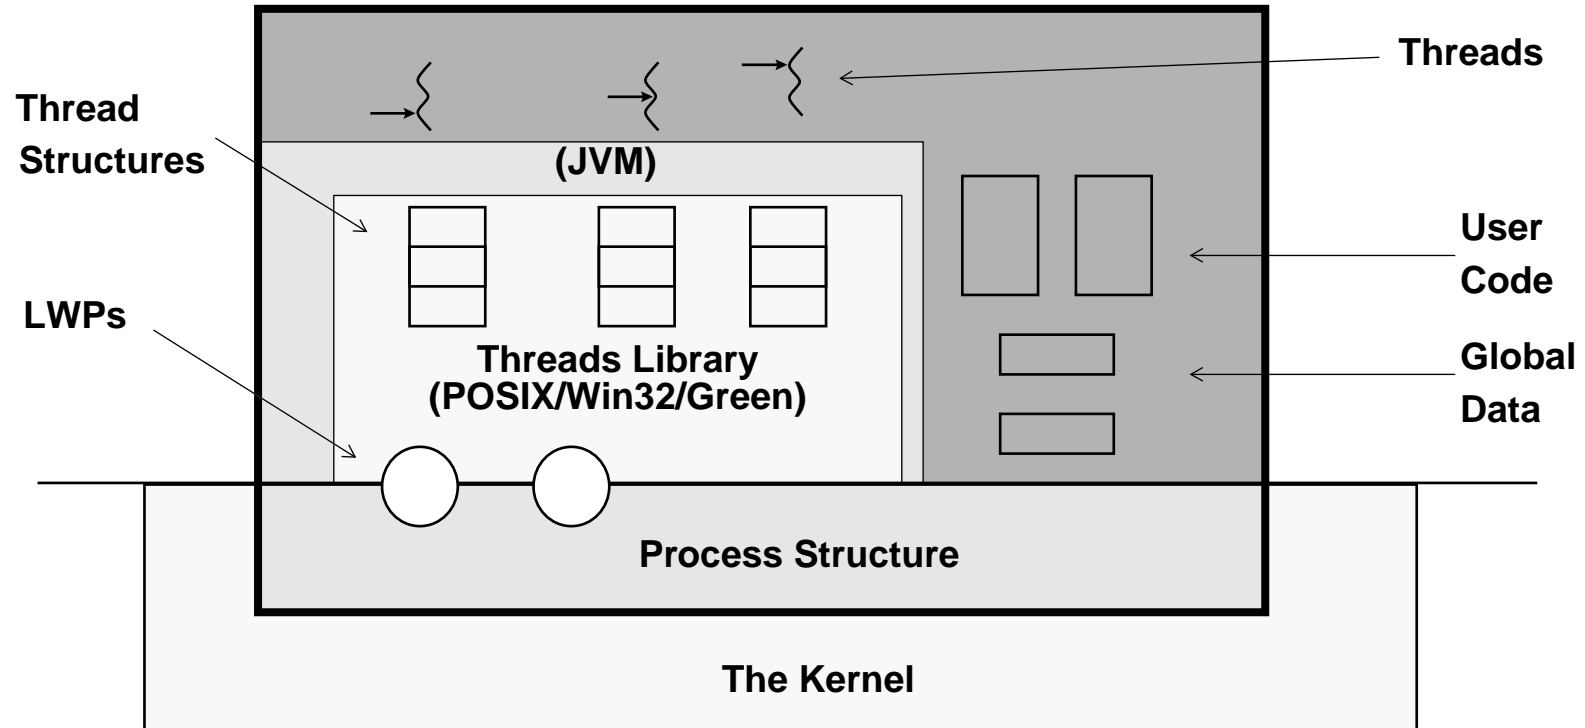 Threads
Thread
Structures
(JVM)
User
Code
LWPs
Threads Library
(POSIX/Win32/Green)
Global
Data
Process Structure
The Kernel